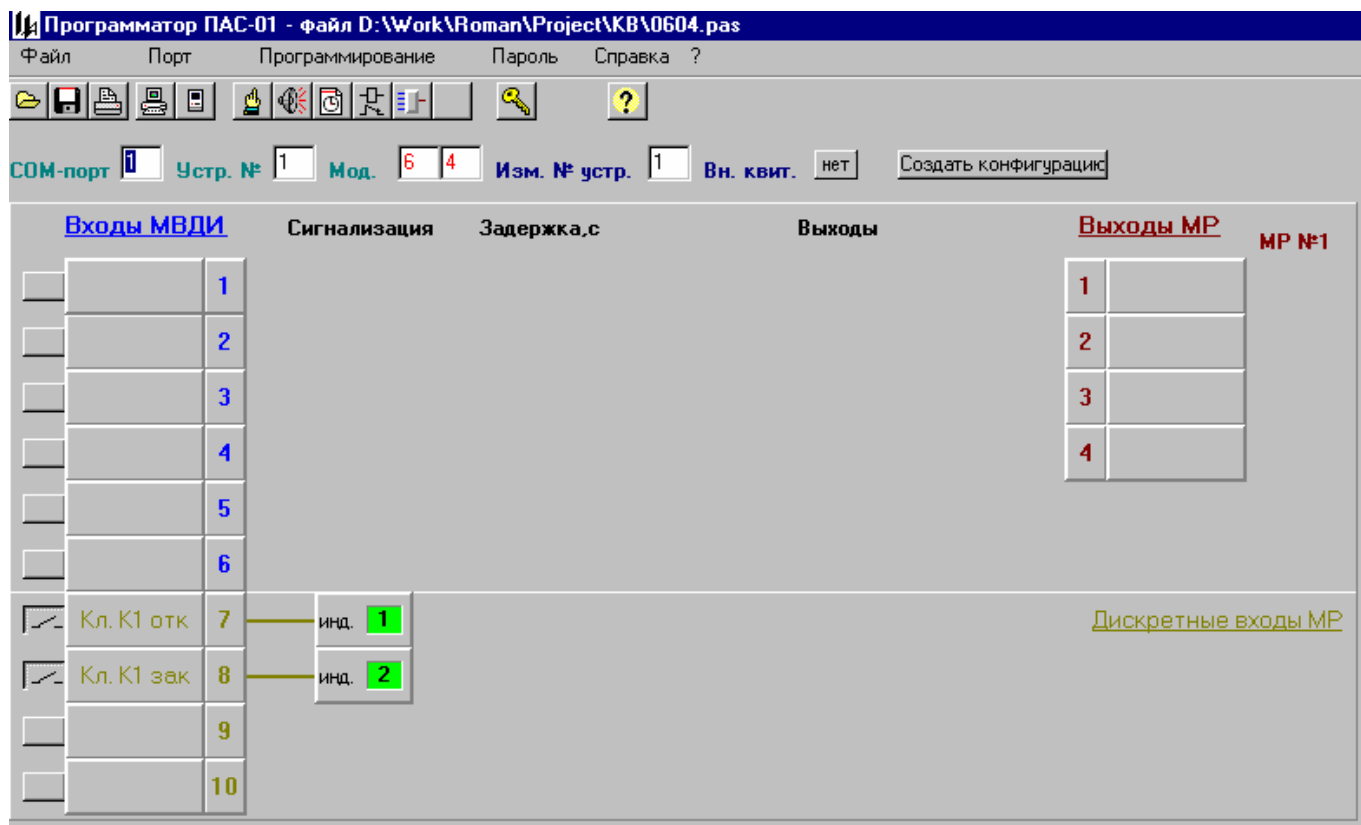 Программатор ПАС-01 - файл D:\Work\Roman\Project\KB\0604.pas
Файл Порт Программирование Пароль Справка ?
?
COM-порт 1 Устр. № 1 Мод. 6 4 Изм. № устр. 1 Вн. квит. нет Создать конфигурацию
Входы МВДИ Сигнализация Задержка,с Выходы Выходы МР МР №1
1 1
2 2
3 3
4 4
5
6
Кл. К1 отк 7 инд. 1 Дискретные входы МР
Кл. К1 зак 8 инд. 2
9
10